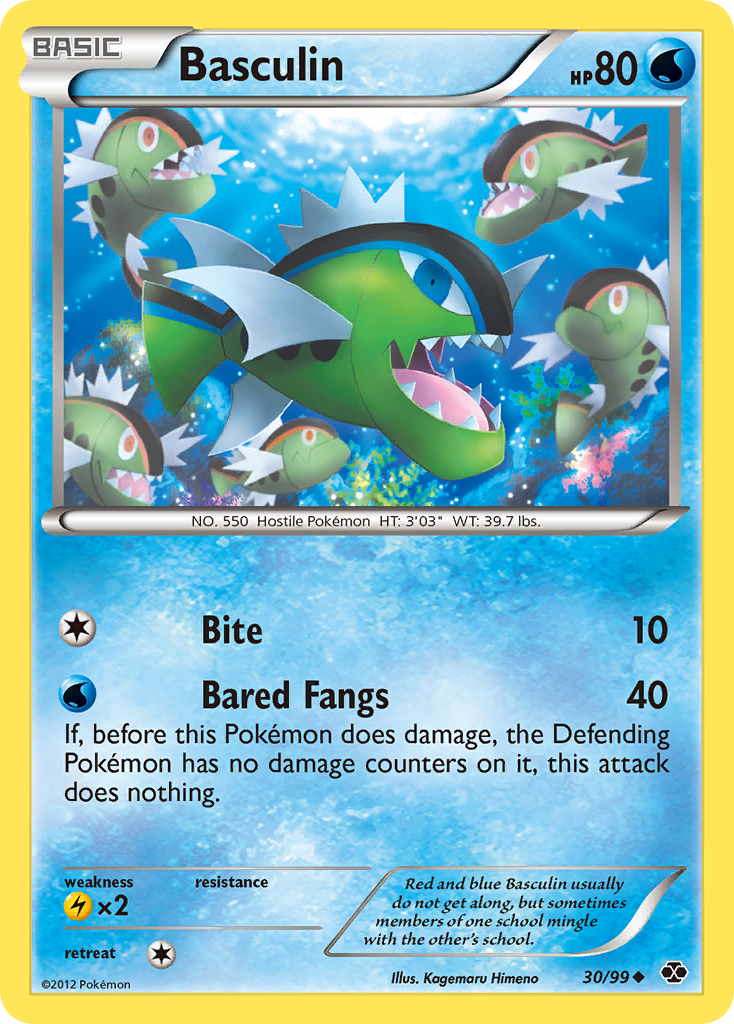 BASIC
Basculin
HP80
NO. 550 Hostile Pokémon HT: 3'03" WT: 39.7 lbs.
Bite 10
Bared Fangs 40
If, before this Pokémon does damage, the Defending
Pokémon has no damage counters on it, this attack
does nothing.
weakness
×2
resistance
retreat
Red and blue Basculin usually
do not get along, but sometimes
members of one school mingle
with the other's school.
©2012 Pokémon
Illus. Kagemaru Himeno
30/99